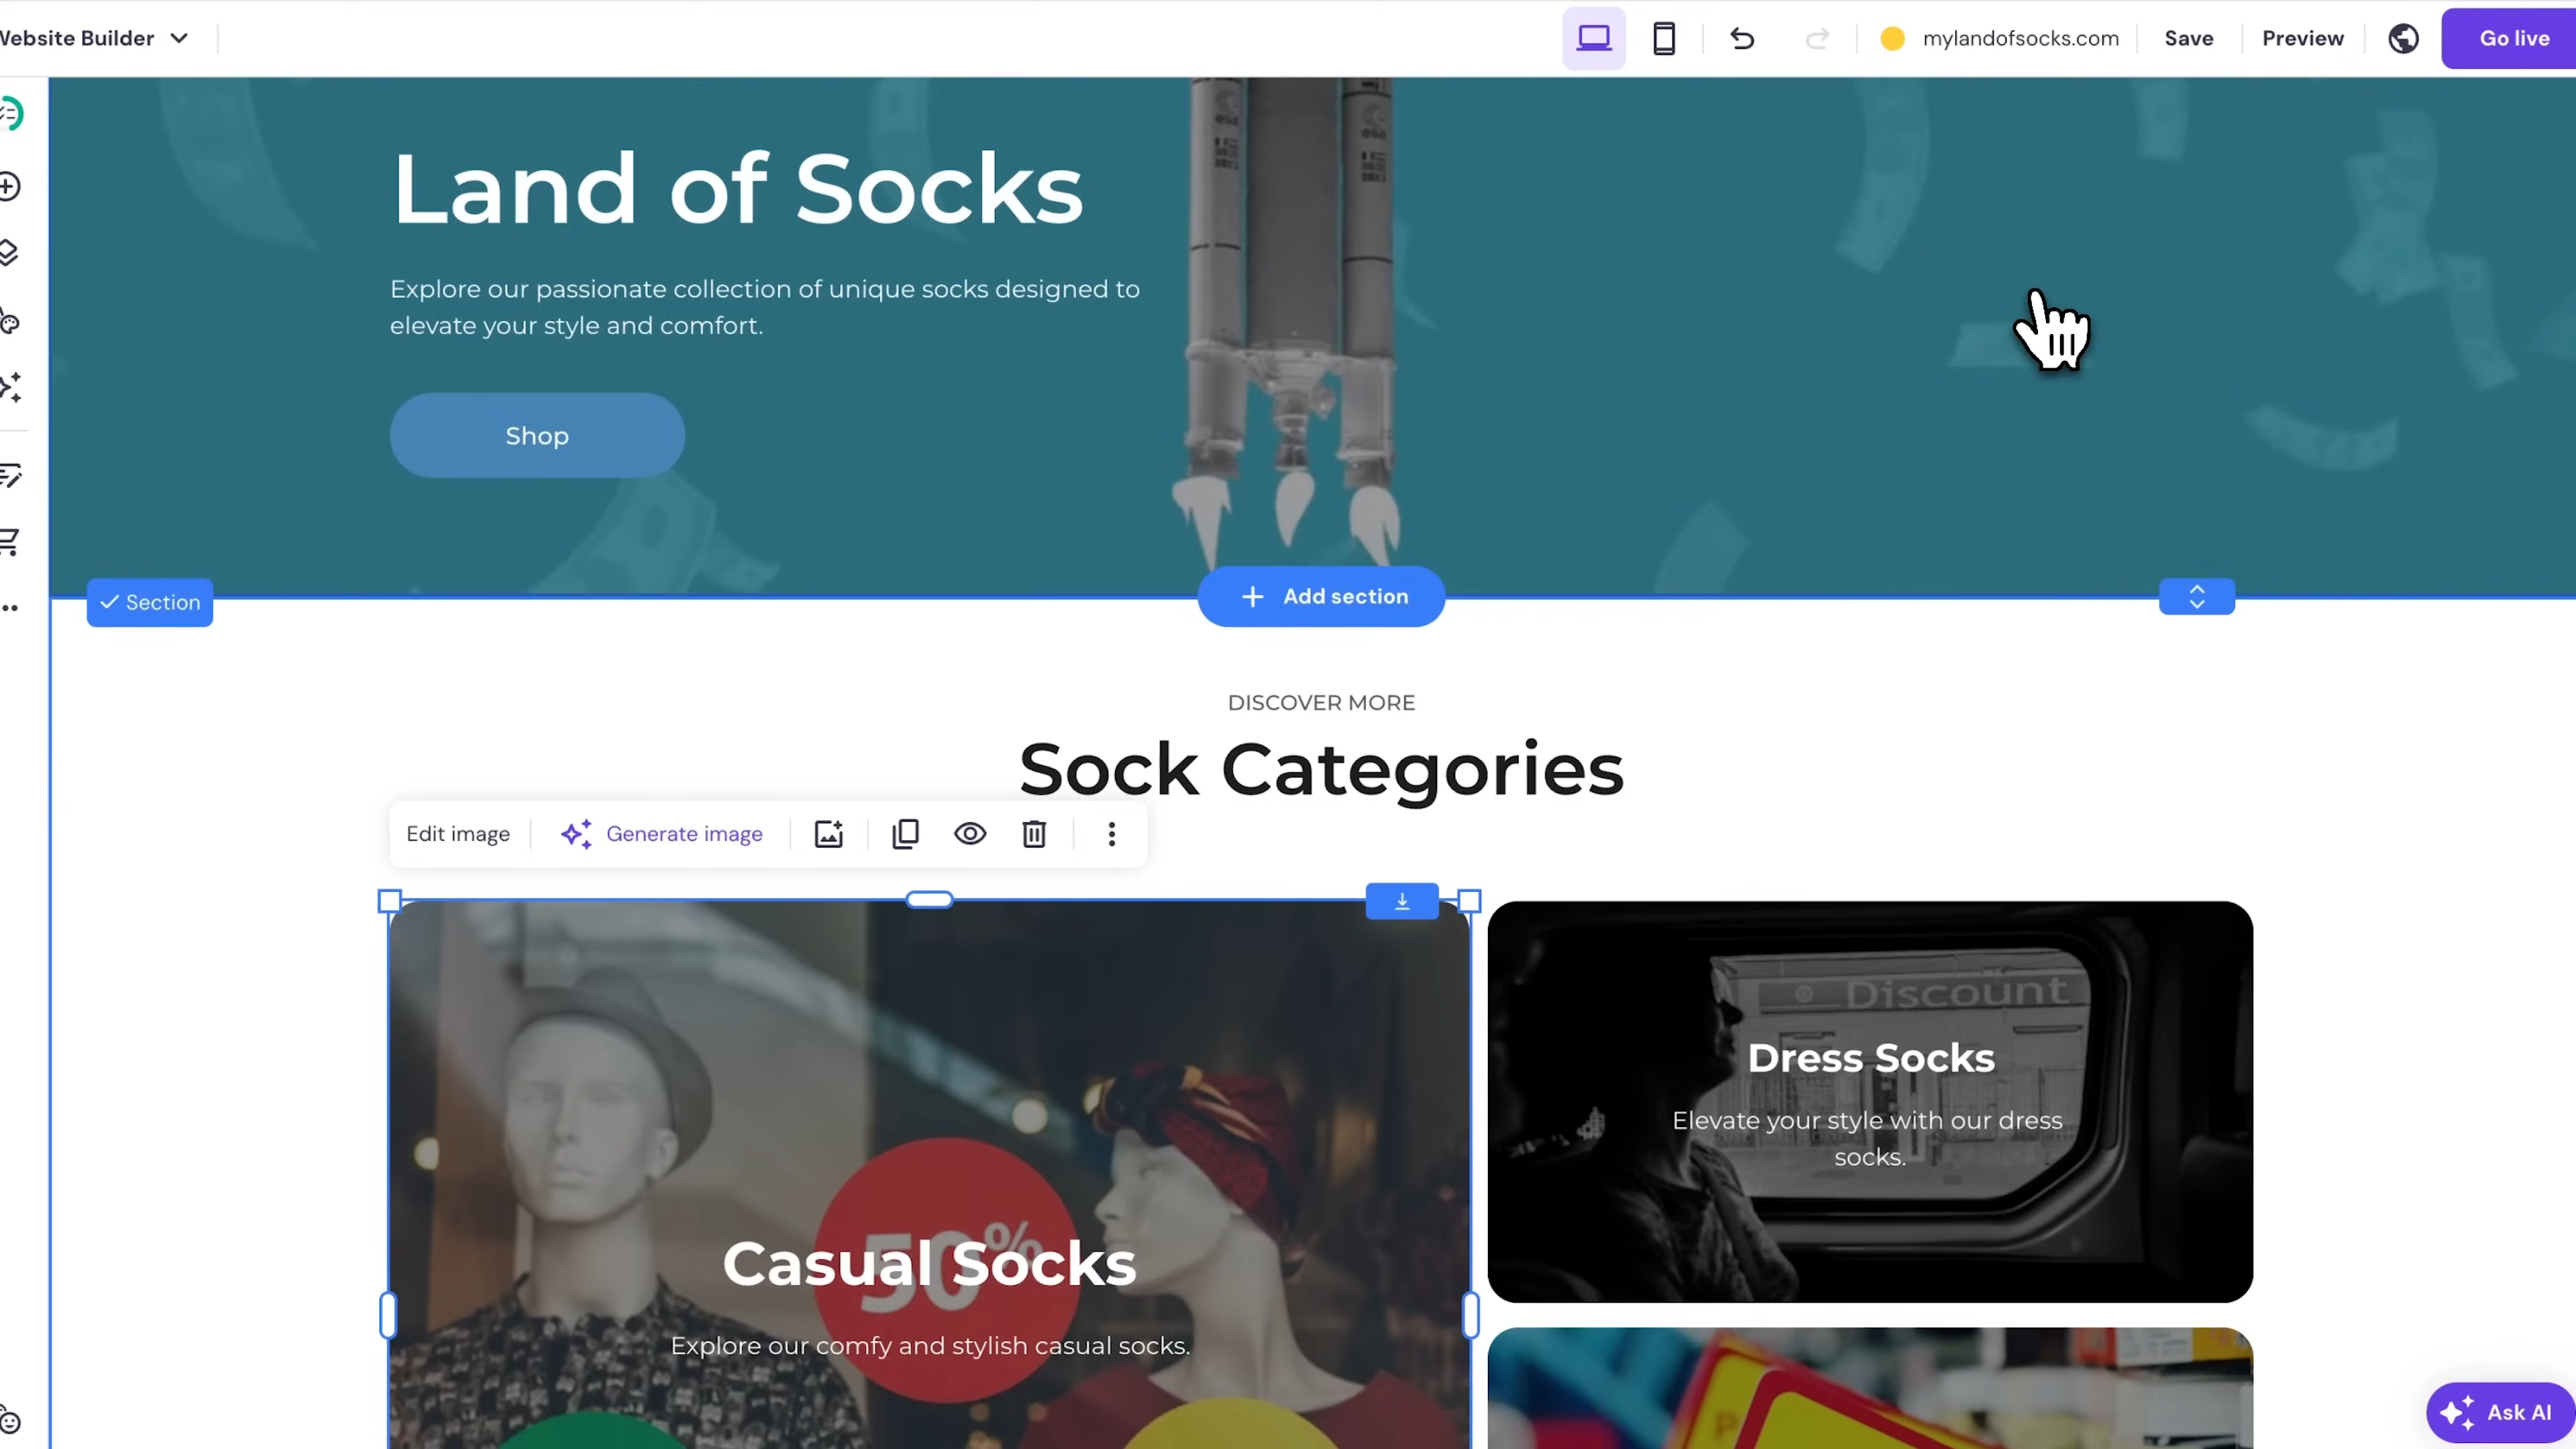 Website Builder
mylandofsocks.com
Save
Preview
Go live
esa
esa
Land of Socks
Explore our passionate collection of unique socks designed to
elevate your style and comfort.
Shop
Section
Add section
DISCOVER MORE
Sock Categories
Edit image
Generate image
Discount
Dress Socks
Elevate your style with our dress
socks.
50%
Casual Socks
Explore our comfy and stylish casual socks.
Ask AI